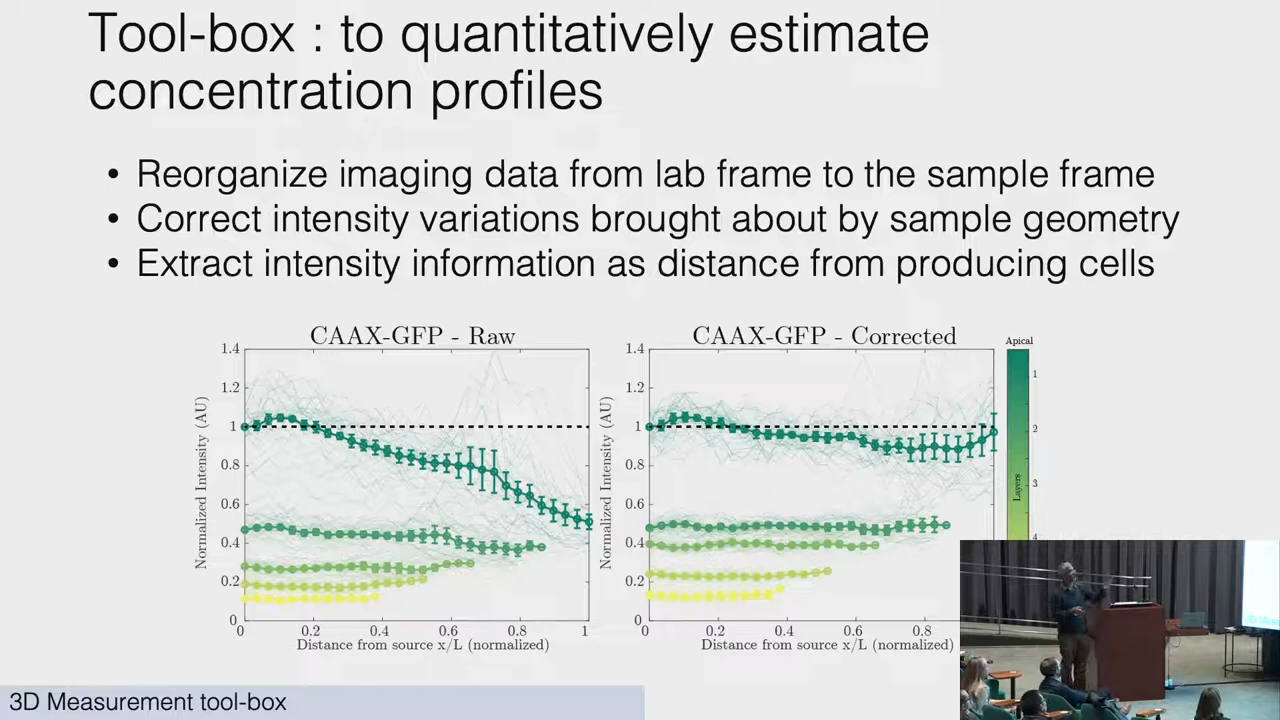 Tool-box : to quantitatively estimate
concentration profiles
• Reorganize imaging data from lab frame to the sample frame
• Correct intensity variations brought about by sample geometry
• Extract intensity information as distance from producing cells
CAAX-GFP - Raw
1.4
1.2
1
0.8
0.6
0.4
0.2
0
Normalized Intensity (AU)
0 0.2 0.4 0.6 0.8 1
Distance from source x/L (normalized)
CAAX-GFP - Corrected
1.4
1.2
1
0.8
0.6
0.4
0.2
0
Normalized Intensity (AU)
0 0.2 0.4 0.6 0.8
Distance from source x/L (normalized)
Apical
1
2
3
4
Layers
3D Measurement tool-box